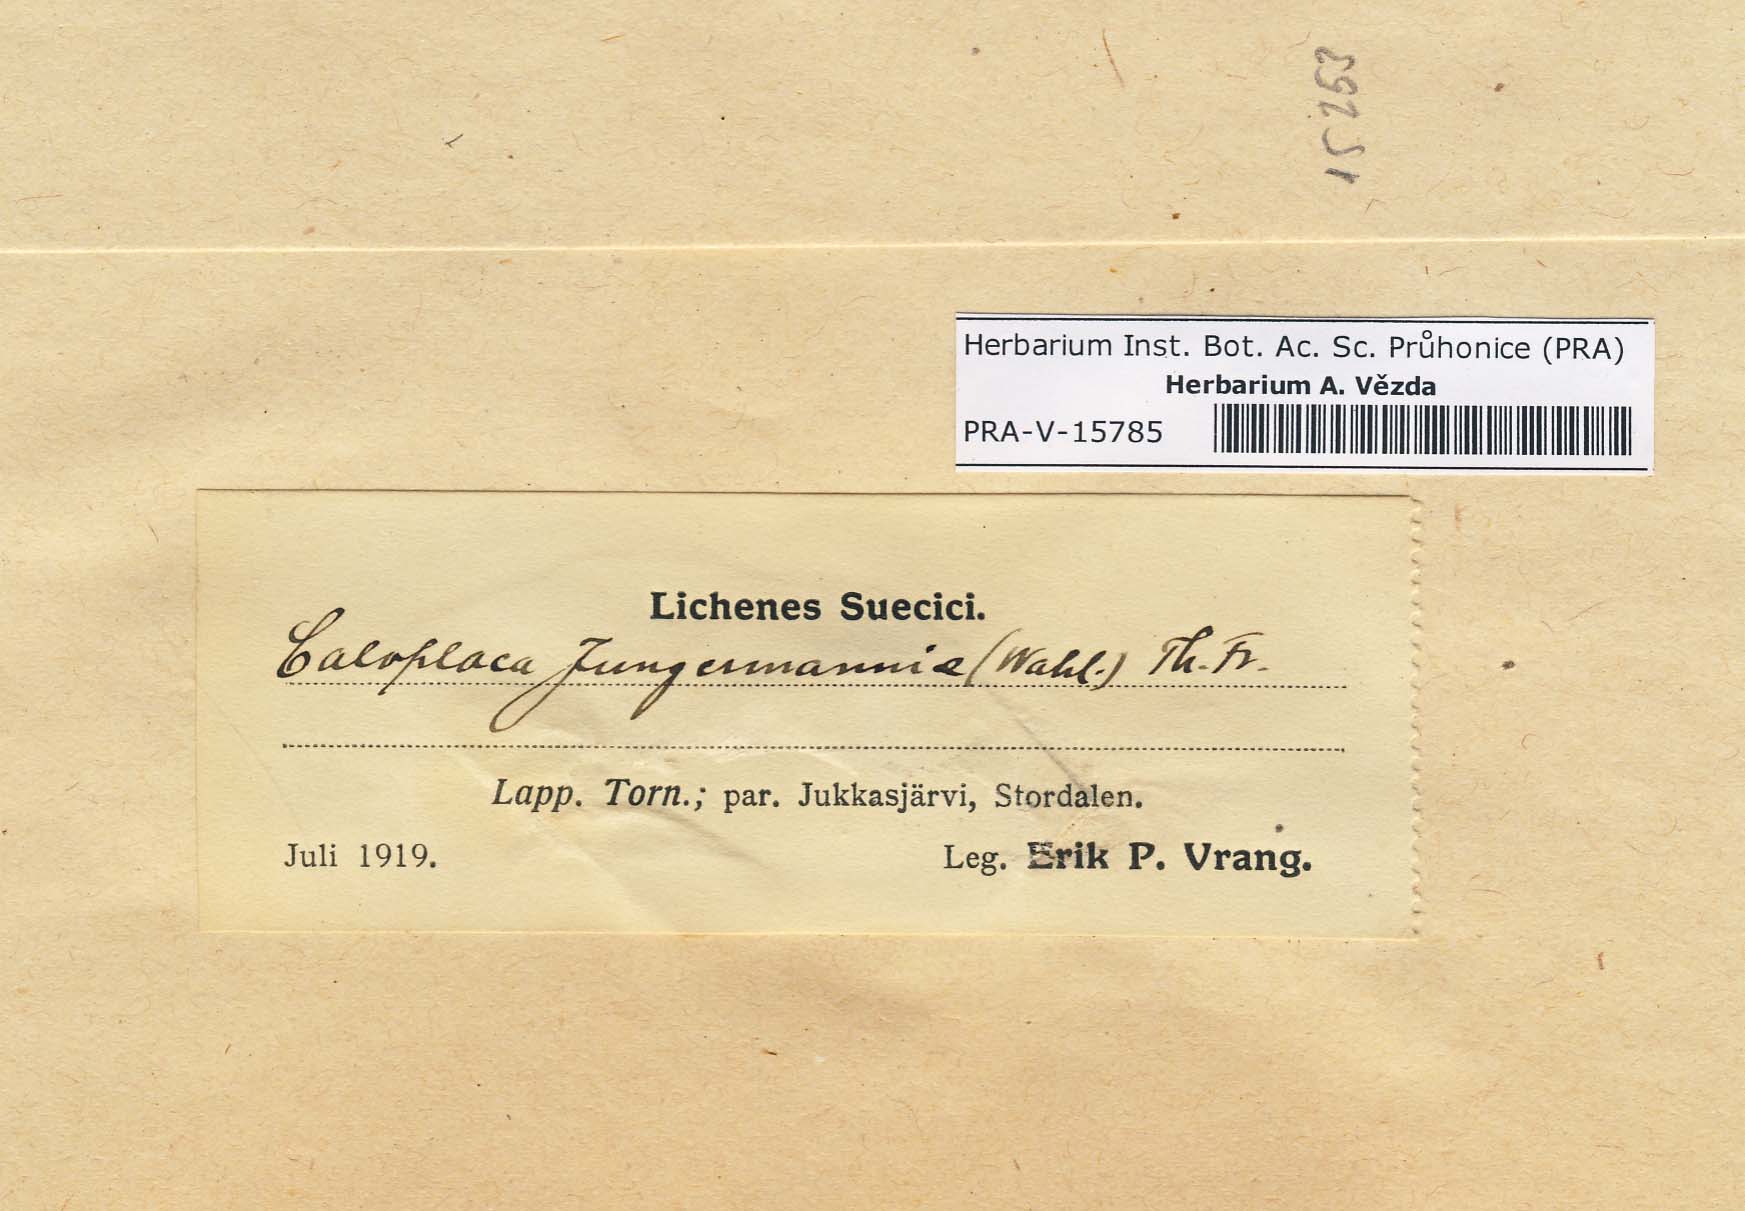 15253
Herbarium Inst. Bot. Ac. Sc. Průhonice (PRA)
Herbarium A. Vězda
PRA-V-15785
Lichenes Suecici.
Caloplaca Jungermanniæ (Wahl.) Th. Fr.
Lapp. Torn.; par. Jukkasjärvi, Stordalen.
Juli 1919. Leg. Erik P. Vrang.